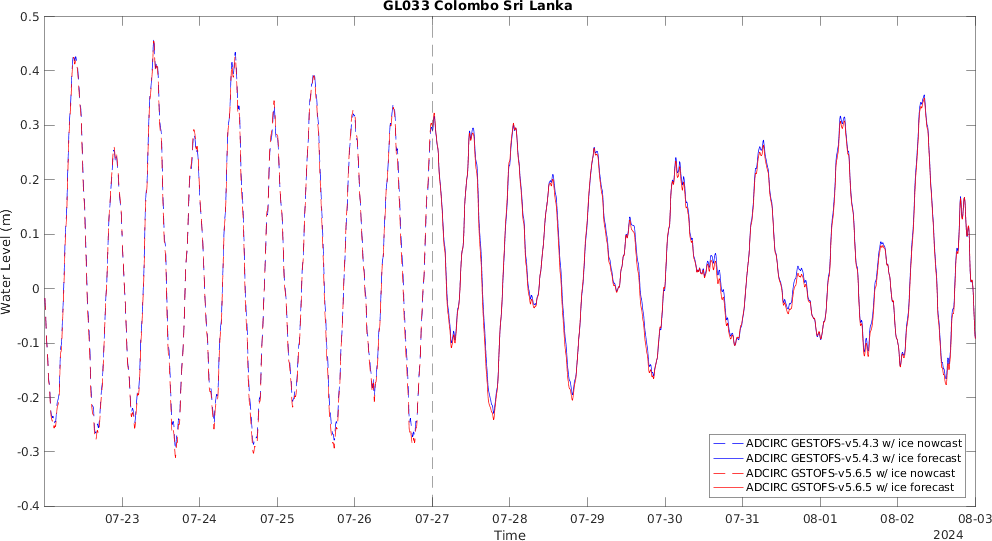 GL033 Colombo Sri Lanka
0.5
0.4
0.3
0.2
0.1
0
-0.1
-0.2
-0.3
-0.4
Water Level (m)
ADCIRC GESTOFS-v5.4.3 w/ ice nowcast
ADCIRC GESTOFS-v5.4.3 w/ ice forecast
ADCIRC GSTOFS-v5.6.5 w/ ice nowcast
ADCIRC GSTOFS-v5.6.5 w/ ice forecast
07-23 07-24 07-25 07-26 07-27 07-28 07-29 07-30 07-31 08-01 08-02 08-03
Time
2024